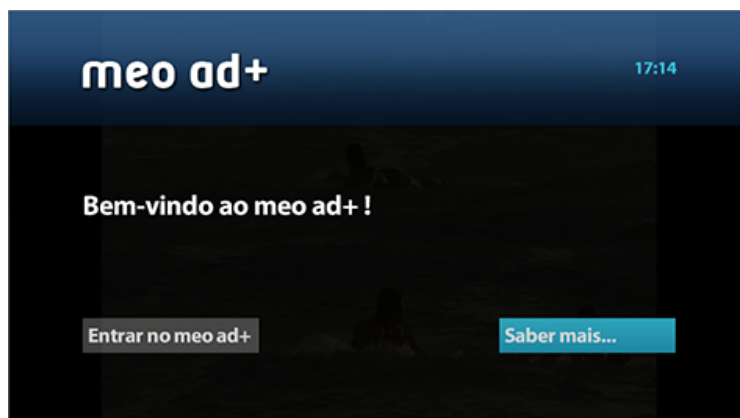 meo ad+
17:14
Bem-vindo ao meo ad+ !
Entrar no meo ad+
Saber mais...